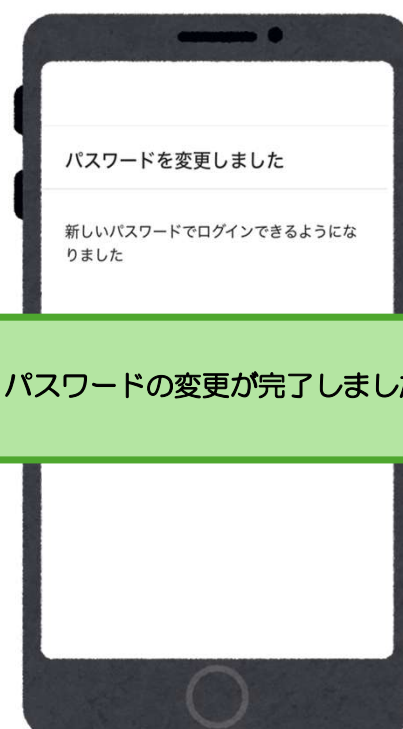 パスワードを変更しました
新しいパスワードでログインできるようにな
りました
パスワードの変更が完了しまし